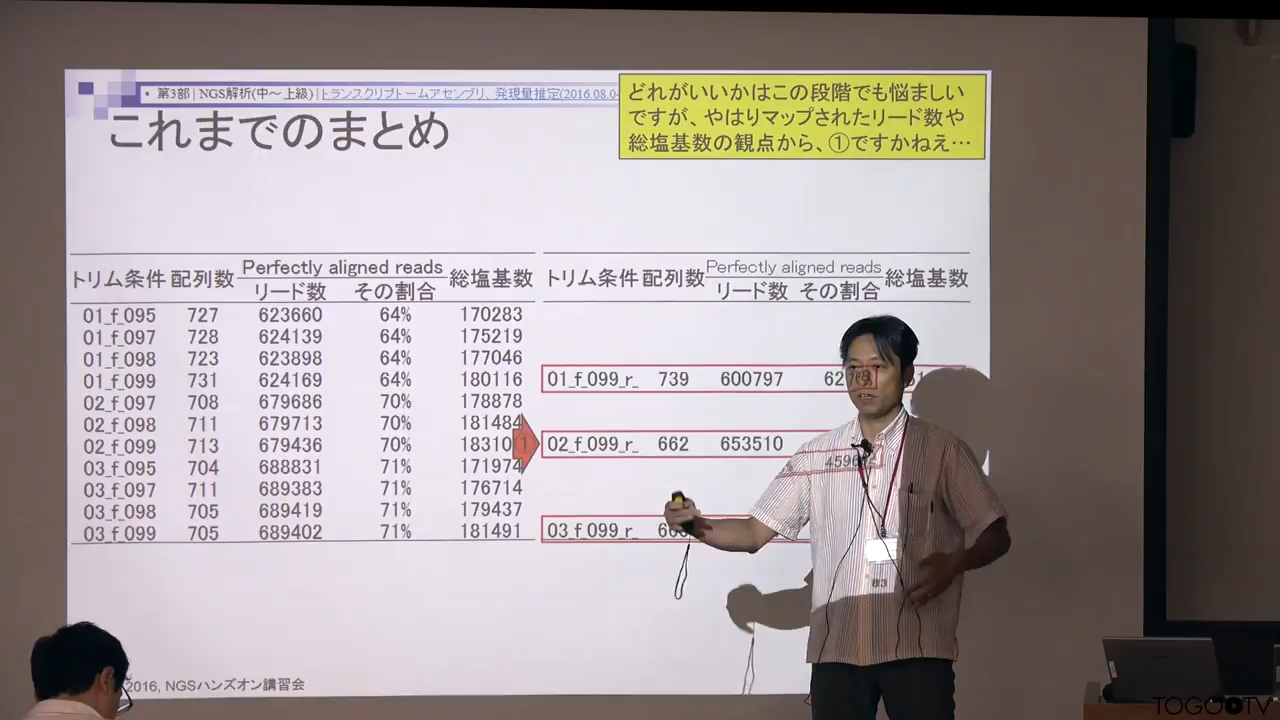 • 第3部 | NGS解析(中～上級) | トランスクリプトームアセンブリ、発現量推定(2016.08.0
どれがいいかはこの段階でも悩ましい
ですが、やはりマップされたリード数や
総塩基数の観点から、①ですかねえ…
これまでのまとめ
トリム条件 配列数 Perfectly aligned reads 総塩基数
リード数 その割合
01_f_095 727 623660 64% 170283
01_f_097 728 624139 64% 175219
01_f_098 723 623898 64% 177046
01_f_099 731 624169 64% 180116
02_f_097 708 679686 70% 178878
02_f_098 711 679713 70% 181484
02_f_099 713 679436 70% 18310
03_f_095 704 688831 71% 171974
03_f_097 711 689383 71% 176714
03_f_098 705 689419 71% 179437
03_f_099 705 689402 71% 181491
①
トリム条件 配列数 Perfectly aligned reads 総塩基数
リード数 その割合
01_f_099_r_ 739 600797 62
02_f_099_r_ 662 653510
03_f_099_r_
2016, NGSハンズオン講習会
TOGOTV